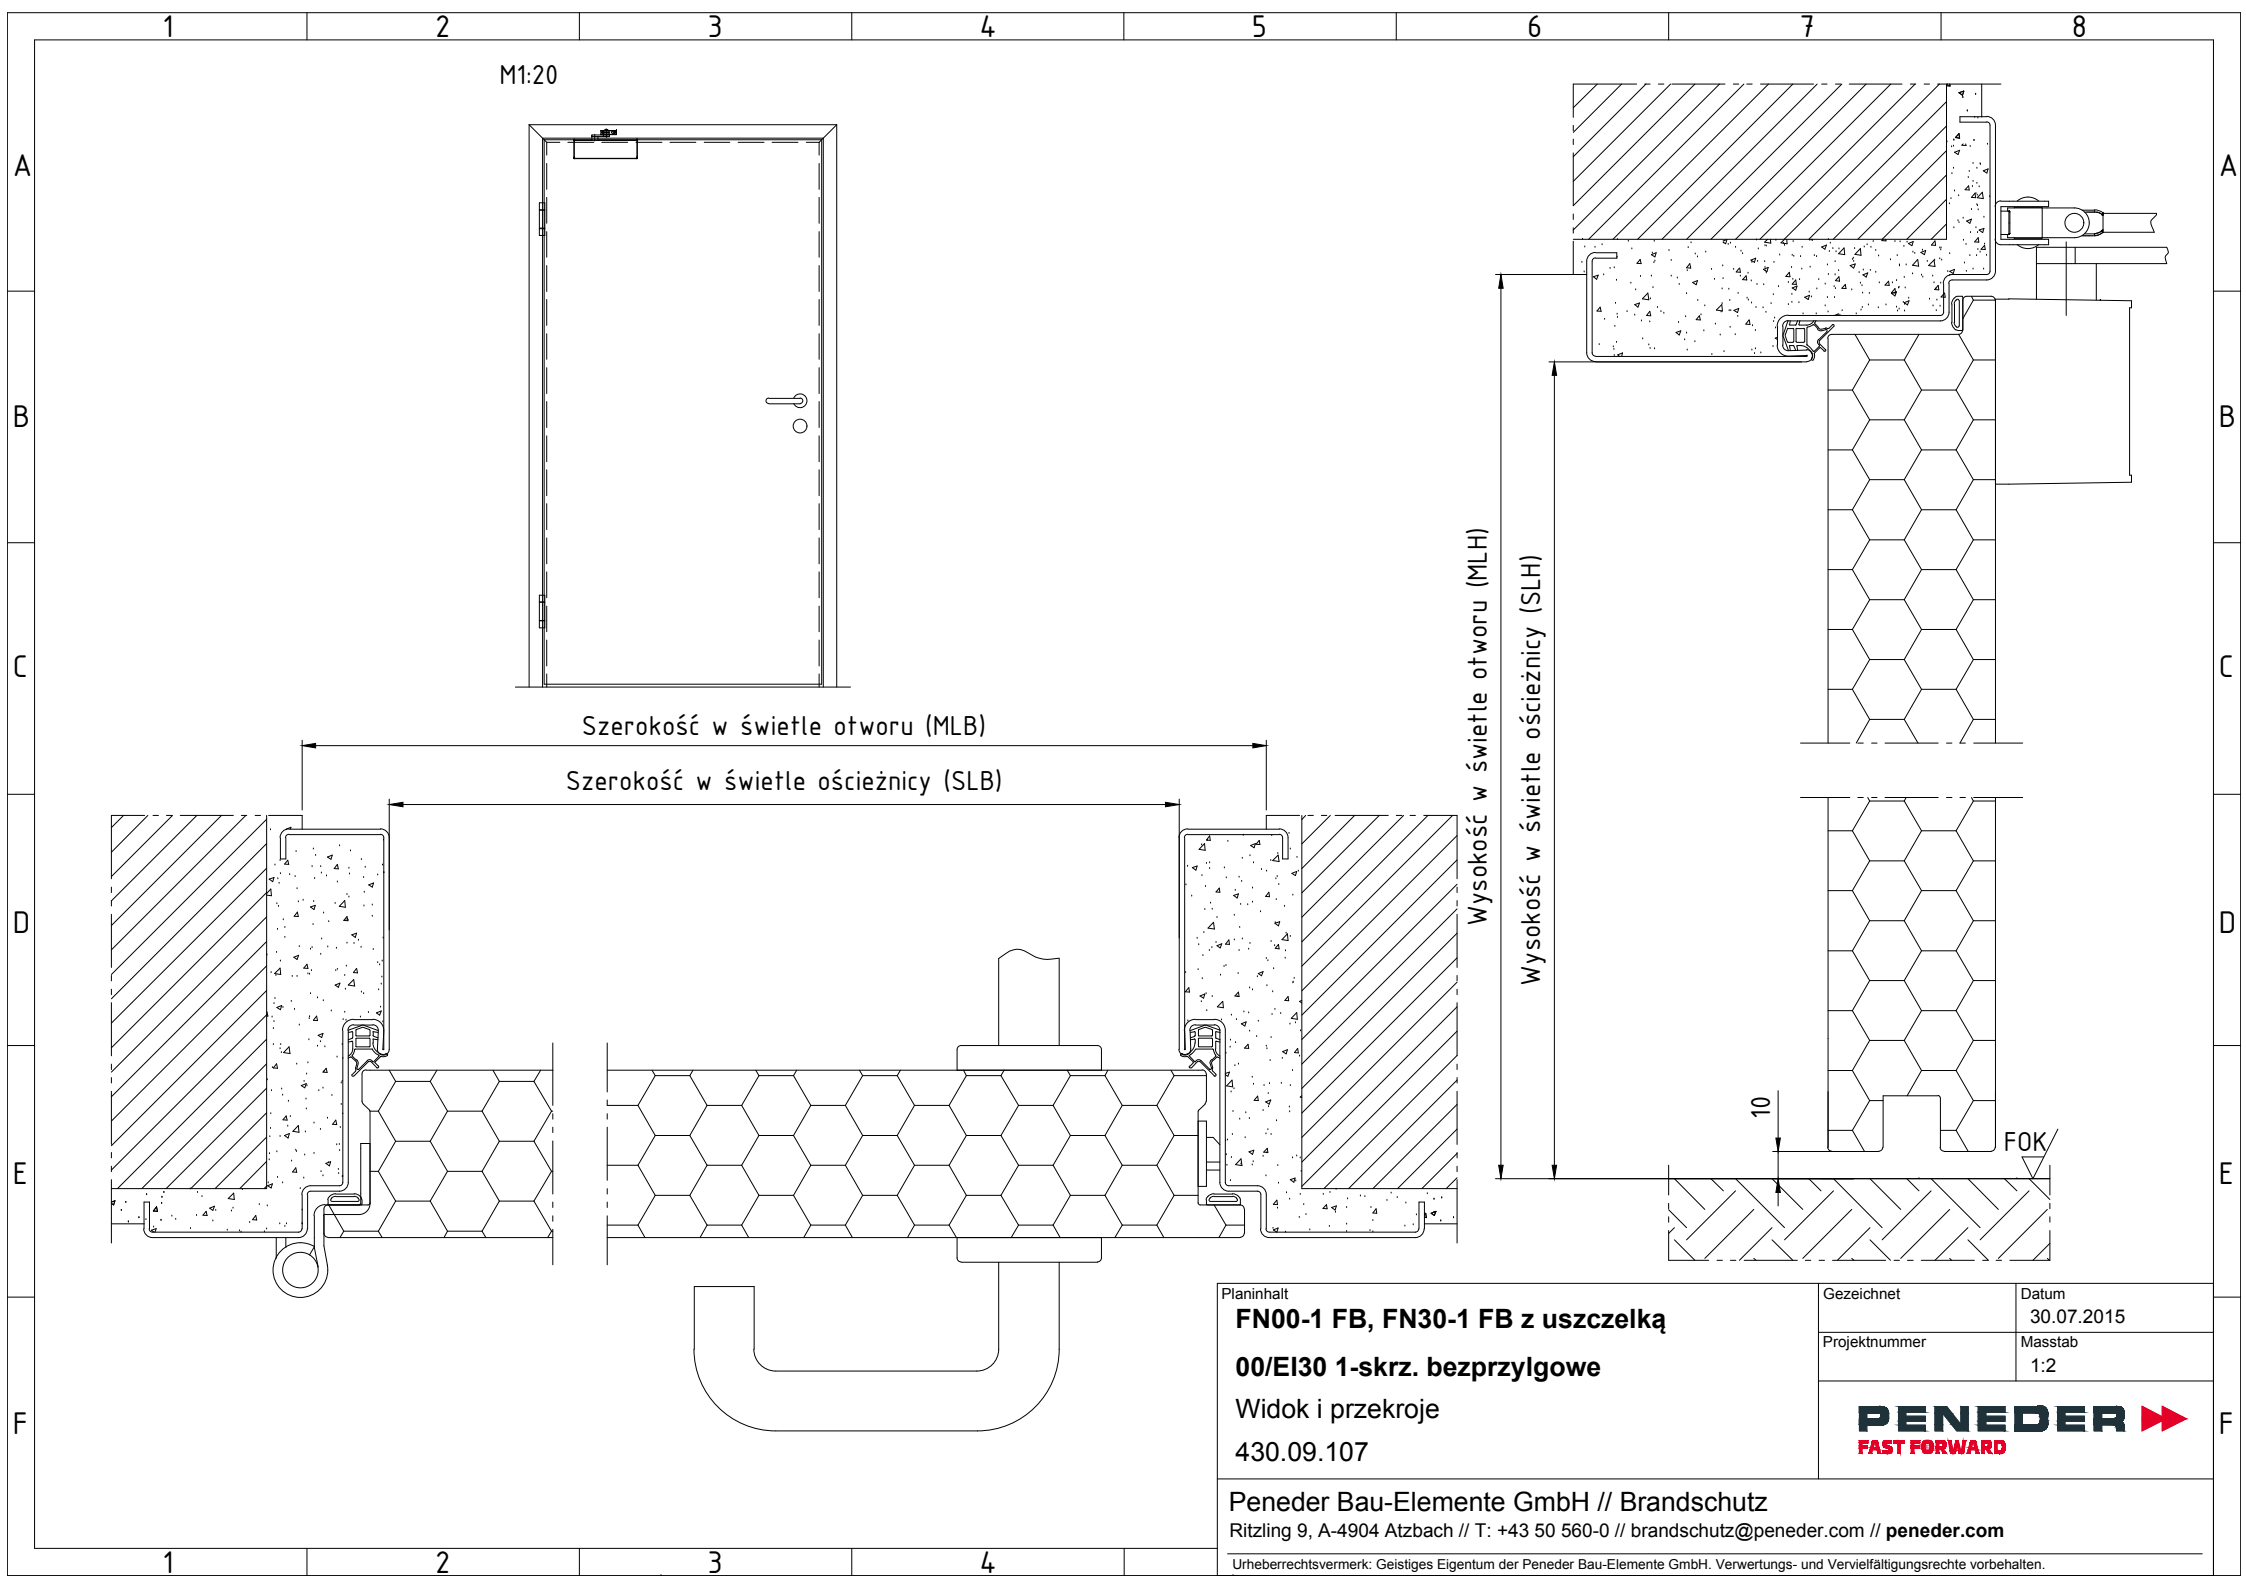 1 2 3 4 5 6 7 8
M1:20
A A
B B
C C
D D
E E
F F
Szerokość w świetle otworu (MLB)
Szerokość w świetle ościeżnicy (SLB)
Wysokość w świetle otworu (MLH)
Wysokość w świetle ościeżnicy (SLH)
10
FOK
Planinhalt
FN00-1 FB, FN30-1 FB z uszczelką
00/EI30 1-skrz. bezprzylgowe
Widok i przekroje
430.09.107
Gezeichnet
Datum
30.07.2015
Projektnummer
Masstab
1:2
PENEDER
FAST FORWARD
Peneder Bau-Elemente GmbH // Brandschutz
Ritzling 9, A-4904 Atzbach // T: +43 50 560-0 // brandschutz@peneder.com // peneder.com
Urheberrechtsvermerk: Geistiges Eigentum der Peneder Bau-Elemente GmbH. Verwertungs- und Vervielfältigungsrechte vorbehalten.
1 2 3 4